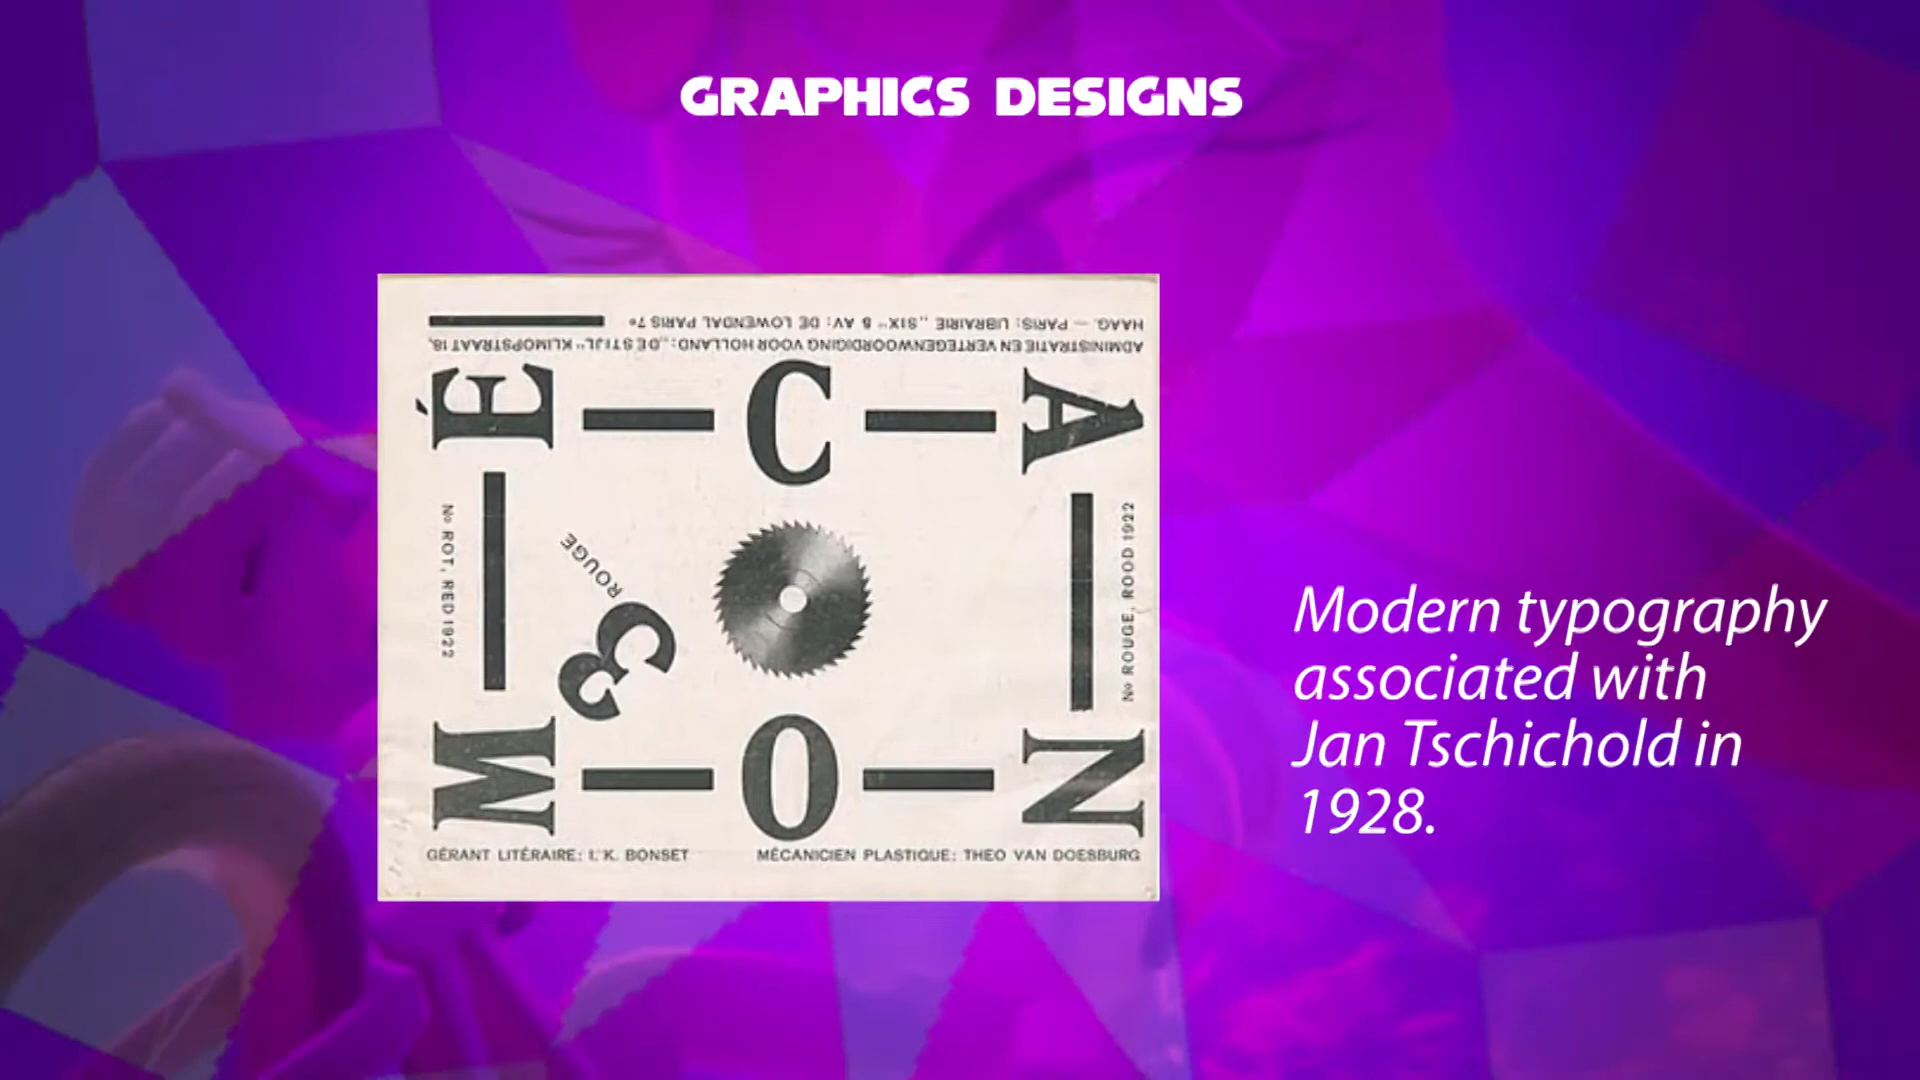 GRAPHICS DESIGNS
HAAG. — PARIS: LIBRAIRIE ,,SIX" 5 AV: DE LOWENDAL PARIS 7e
ADMINISTRATIE EN VERTEGENWOORDIGING VOOR HOLLAND: ,,DE STIJL" KLIMOPSTRAAT 18,
É — C — A
No ROT, RED 1922
ROUGE
No ROUGE, ROOD 1922
M — O — N
GÉRANT LITÉRAIRE: I. K. BONSET
MÉCANICIEN PLASTIQUE: THEO VAN DOESBURG
Modern typography
associated with
Jan Tschichold in
1928.